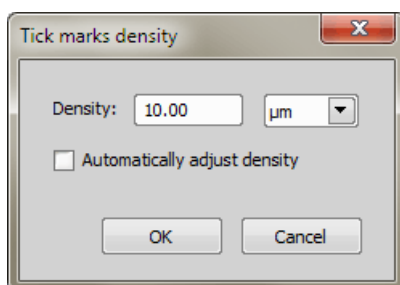 Tick marks density
Density: 10.00 µm
Automatically adjust density
OK Cancel